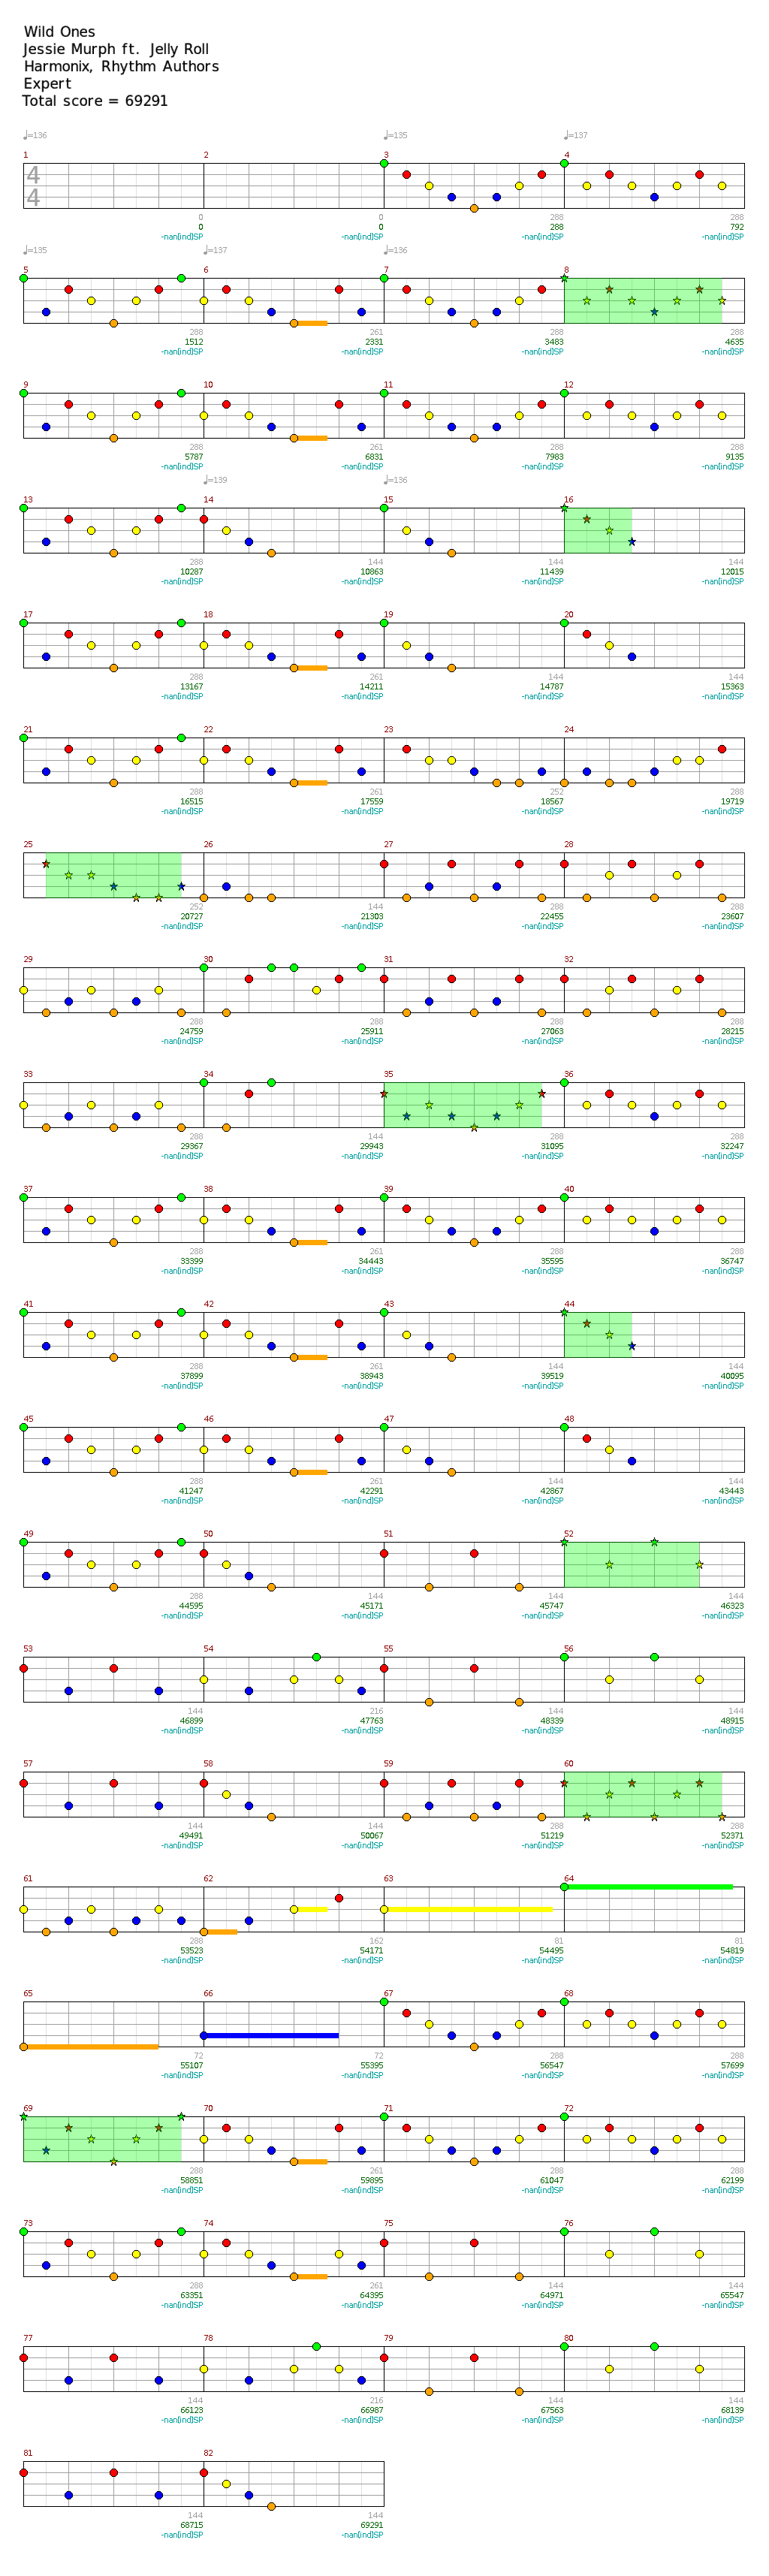 Wild Ones
Jessie Murph ft. Jelly Roll
Harmonix, Rhythm Authors
Expert
Total score = 69291
♩=136 ♩=135 ♩=137
1 2 3 4
4
4
0 0 288 288
0 0 288 792
-nan(ind)SP -nan(ind)SP -nan(ind)SP -nan(ind)SP
♩=135 ♩=137 ♩=136
5 6 7 8
288 261 288 288
1512 2331 3483 4635
-nan(ind)SP -nan(ind)SP -nan(ind)SP -nan(ind)SP
9 10 11 12
288 261 288 288
5787 6831 7983 9135
-nan(ind)SP -nan(ind)SP -nan(ind)SP -nan(ind)SP
♩=139 ♩=136
13 14 15 16
288 144 144 144
10287 10863 11439 12015
-nan(ind)SP -nan(ind)SP -nan(ind)SP -nan(ind)SP
17 18 19 20
288 261 144 144
13167 14211 14787 15363
-nan(ind)SP -nan(ind)SP -nan(ind)SP -nan(ind)SP
21 22 23 24
288 261 252 288
16515 17559 18567 19719
-nan(ind)SP -nan(ind)SP -nan(ind)SP -nan(ind)SP
25 26 27 28
252 144 288 288
20727 21303 22455 23607
-nan(ind)SP -nan(ind)SP -nan(ind)SP -nan(ind)SP
29 30 31 32
288 288 288 288
24759 25911 27063 28215
-nan(ind)SP -nan(ind)SP -nan(ind)SP -nan(ind)SP
33 34 35 36
288 144 288 288
29367 29943 31095 32247
-nan(ind)SP -nan(ind)SP -nan(ind)SP -nan(ind)SP
37 38 39 40
288 261 288 288
33399 34443 35595 36747
-nan(ind)SP -nan(ind)SP -nan(ind)SP -nan(ind)SP
41 42 43 44
288 261 144 144
37899 38943 39519 40095
-nan(ind)SP -nan(ind)SP -nan(ind)SP -nan(ind)SP
45 46 47 48
288 261 144 144
41247 42291 42867 43443
-nan(ind)SP -nan(ind)SP -nan(ind)SP -nan(ind)SP
49 50 51 52
288 144 144 144
44595 45171 45747 46323
-nan(ind)SP -nan(ind)SP -nan(ind)SP -nan(ind)SP
53 54 55 56
144 216 144 144
46899 47763 48339 48915
-nan(ind)SP -nan(ind)SP -nan(ind)SP -nan(ind)SP
57 58 59 60
144 144 288 288
49491 50067 51219 52371
-nan(ind)SP -nan(ind)SP -nan(ind)SP -nan(ind)SP
61 62 63 64
288 162 81 81
53523 54171 54495 54819
-nan(ind)SP -nan(ind)SP -nan(ind)SP -nan(ind)SP
65 66 67 68
72 72 288 288
55107 55395 56547 57699
-nan(ind)SP -nan(ind)SP -nan(ind)SP -nan(ind)SP
69 70 71 72
288 261 288 288
58851 59895 61047 62199
-nan(ind)SP -nan(ind)SP -nan(ind)SP -nan(ind)SP
73 74 75 76
288 261 144 144
63351 64395 64971 65547
-nan(ind)SP -nan(ind)SP -nan(ind)SP -nan(ind)SP
77 78 79 80
144 216 144 144
66123 66987 67563 68139
-nan(ind)SP -nan(ind)SP -nan(ind)SP -nan(ind)SP
81 82
144 144
68715 69291
-nan(ind)SP -nan(ind)SP